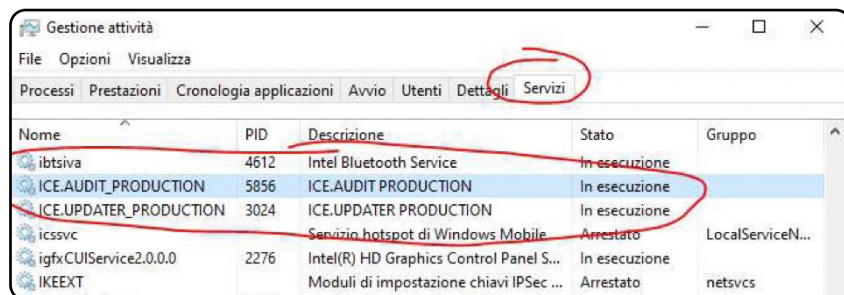 Gestione attività
File Opzioni Visualizza
Processi Prestazioni Cronologia applicazioni Avvio Utenti Dettagli Servizi
Nome PID Descrizione Stato Gruppo
ibtsiva 4612 Intel Bluetooth Service In esecuzione
ICE.AUDIT_PRODUCTION 5856 ICE.AUDIT PRODUCTION In esecuzione
ICE.UPDATER_PRODUCTION 3024 ICE.UPDATER PRODUCTION In esecuzione
icssvc Servizio hotspot di Windows Mobile Arrestato LocalServiceN...
igfxCUIService2.0.0.0 2276 Intel(R) HD Graphics Control Panel S... In esecuzione
IKEEXT Moduli di impostazione chiavi IPSec ... Arrestato netsvcs